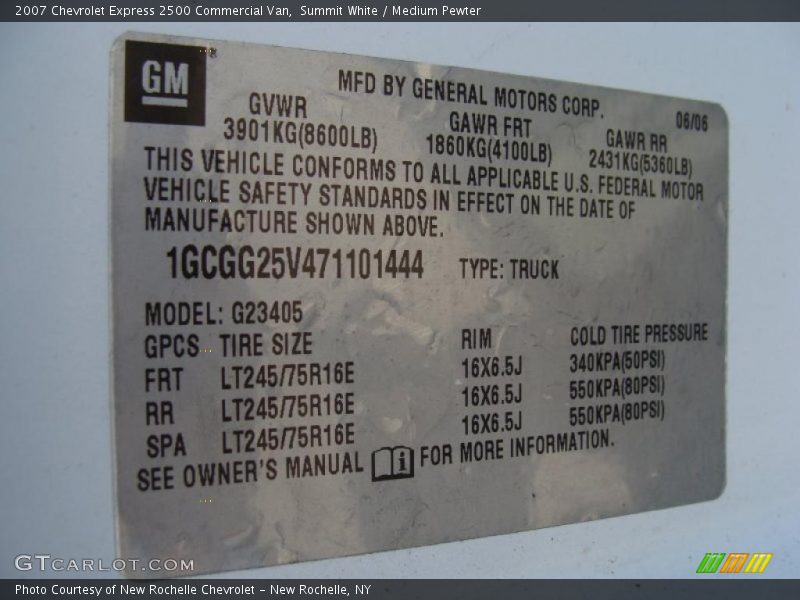 2007 Chevrolet Express 2500 Commercial Van, Summit White / Medium Pewter
GM
MFD BY GENERAL MOTORS CORP. 06/06
GVWR GAWR FRT GAWR RR
3901KG(8600LB) 1860KG(4100LB) 2431KG(5360LB)
THIS VEHICLE CONFORMS TO ALL APPLICABLE U.S. FEDERAL MOTOR
VEHICLE SAFETY STANDARDS IN EFFECT ON THE DATE OF
MANUFACTURE SHOWN ABOVE.
1GCGG25V471101444 TYPE: TRUCK
MODEL: G23405
GPCS TIRE SIZE RIM COLD TIRE PRESSURE
FRT LT245/75R16E 16X6.5J 340KPA(50PSI)
RR LT245/75R16E 16X6.5J 550KPA(80PSI)
SPA LT245/75R16E 16X6.5J 550KPA(80PSI)
SEE OWNER'S MANUAL i FOR MORE INFORMATION.
GTCARLOT.COM
Photo Courtesy of New Rochelle Chevrolet - New Rochelle, NY